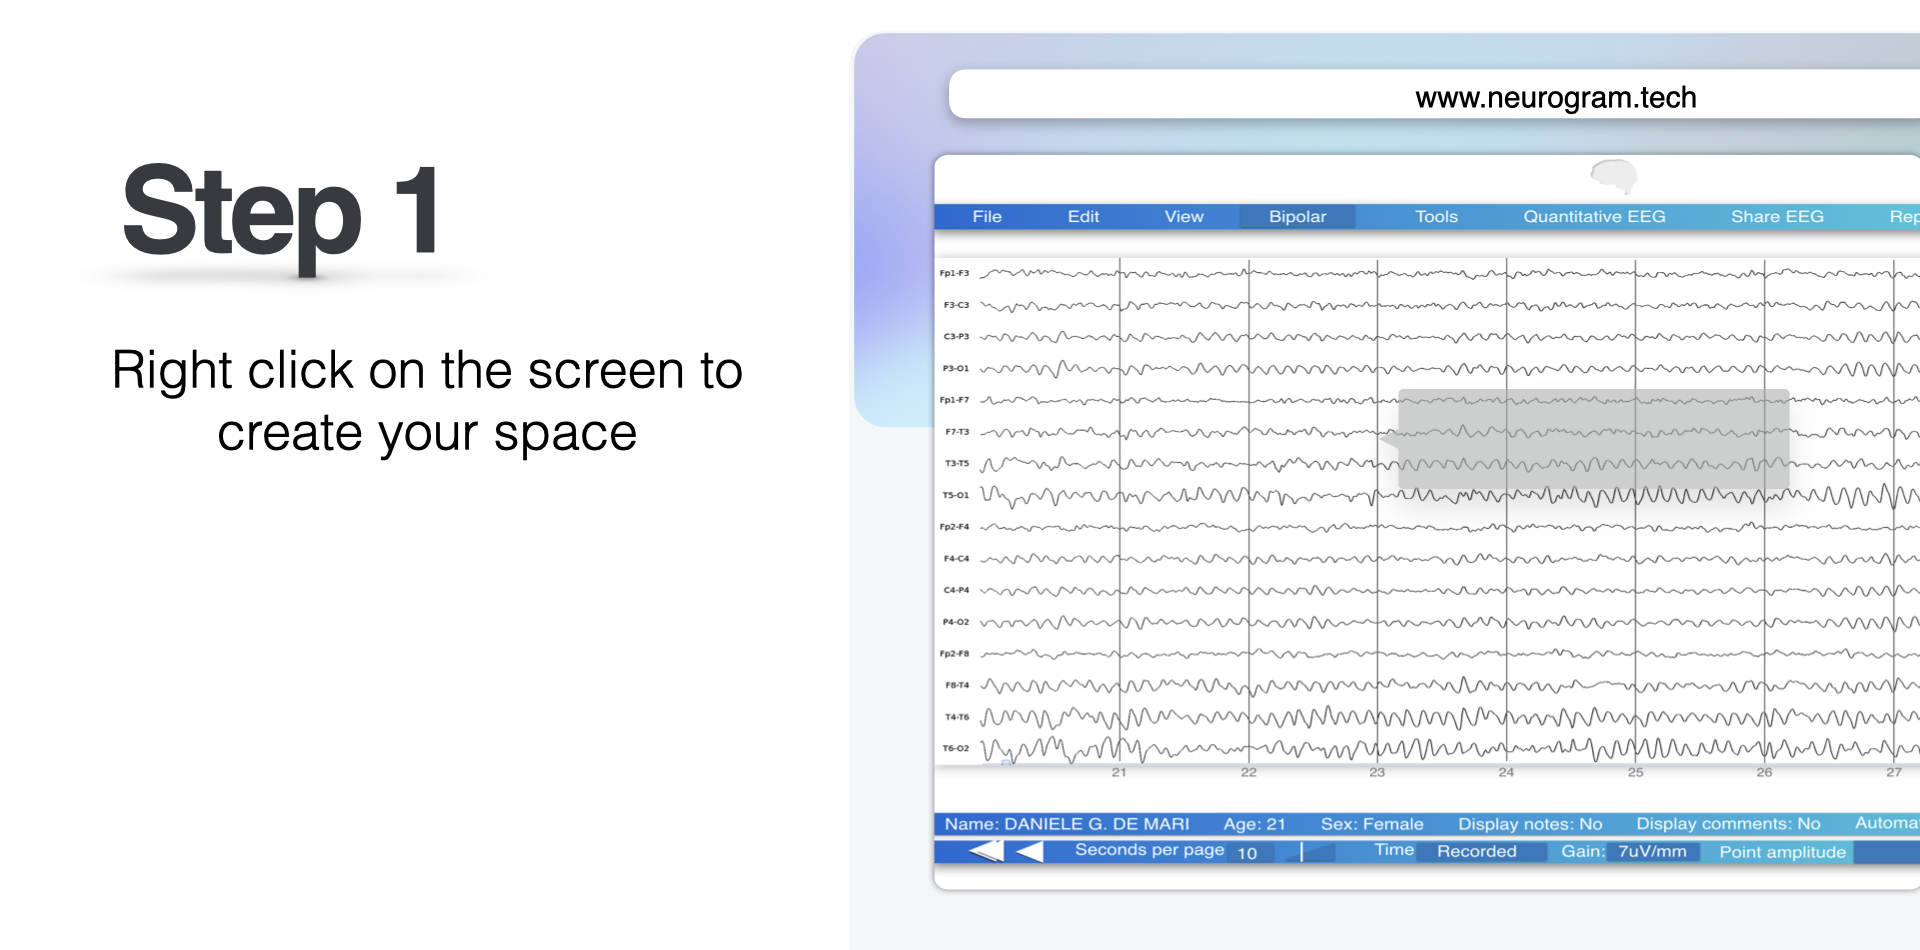 Step 1
Right click on the screen to
create your space
www.neurogram.tech
File Edit View Bipolar Tools Quantitative EEG Share EEG Rep
Fp1-F3
F3-C3
C3-P3
P3-O1
Fp1-F7
F7-T3
T3-T5
T5-O1
Fp2-F4
F4-C4
C4-P4
P4-O2
Fp2-F8
F8-T4
T4-T6
T6-O2
21 22 23 24 25 26 27
Name: DANIELE G. DE MARI Age: 21 Sex: Female Display notes: No Display comments: No Automa
Seconds per page 10 Time Recorded Gain: 7uV/mm Point amplitude